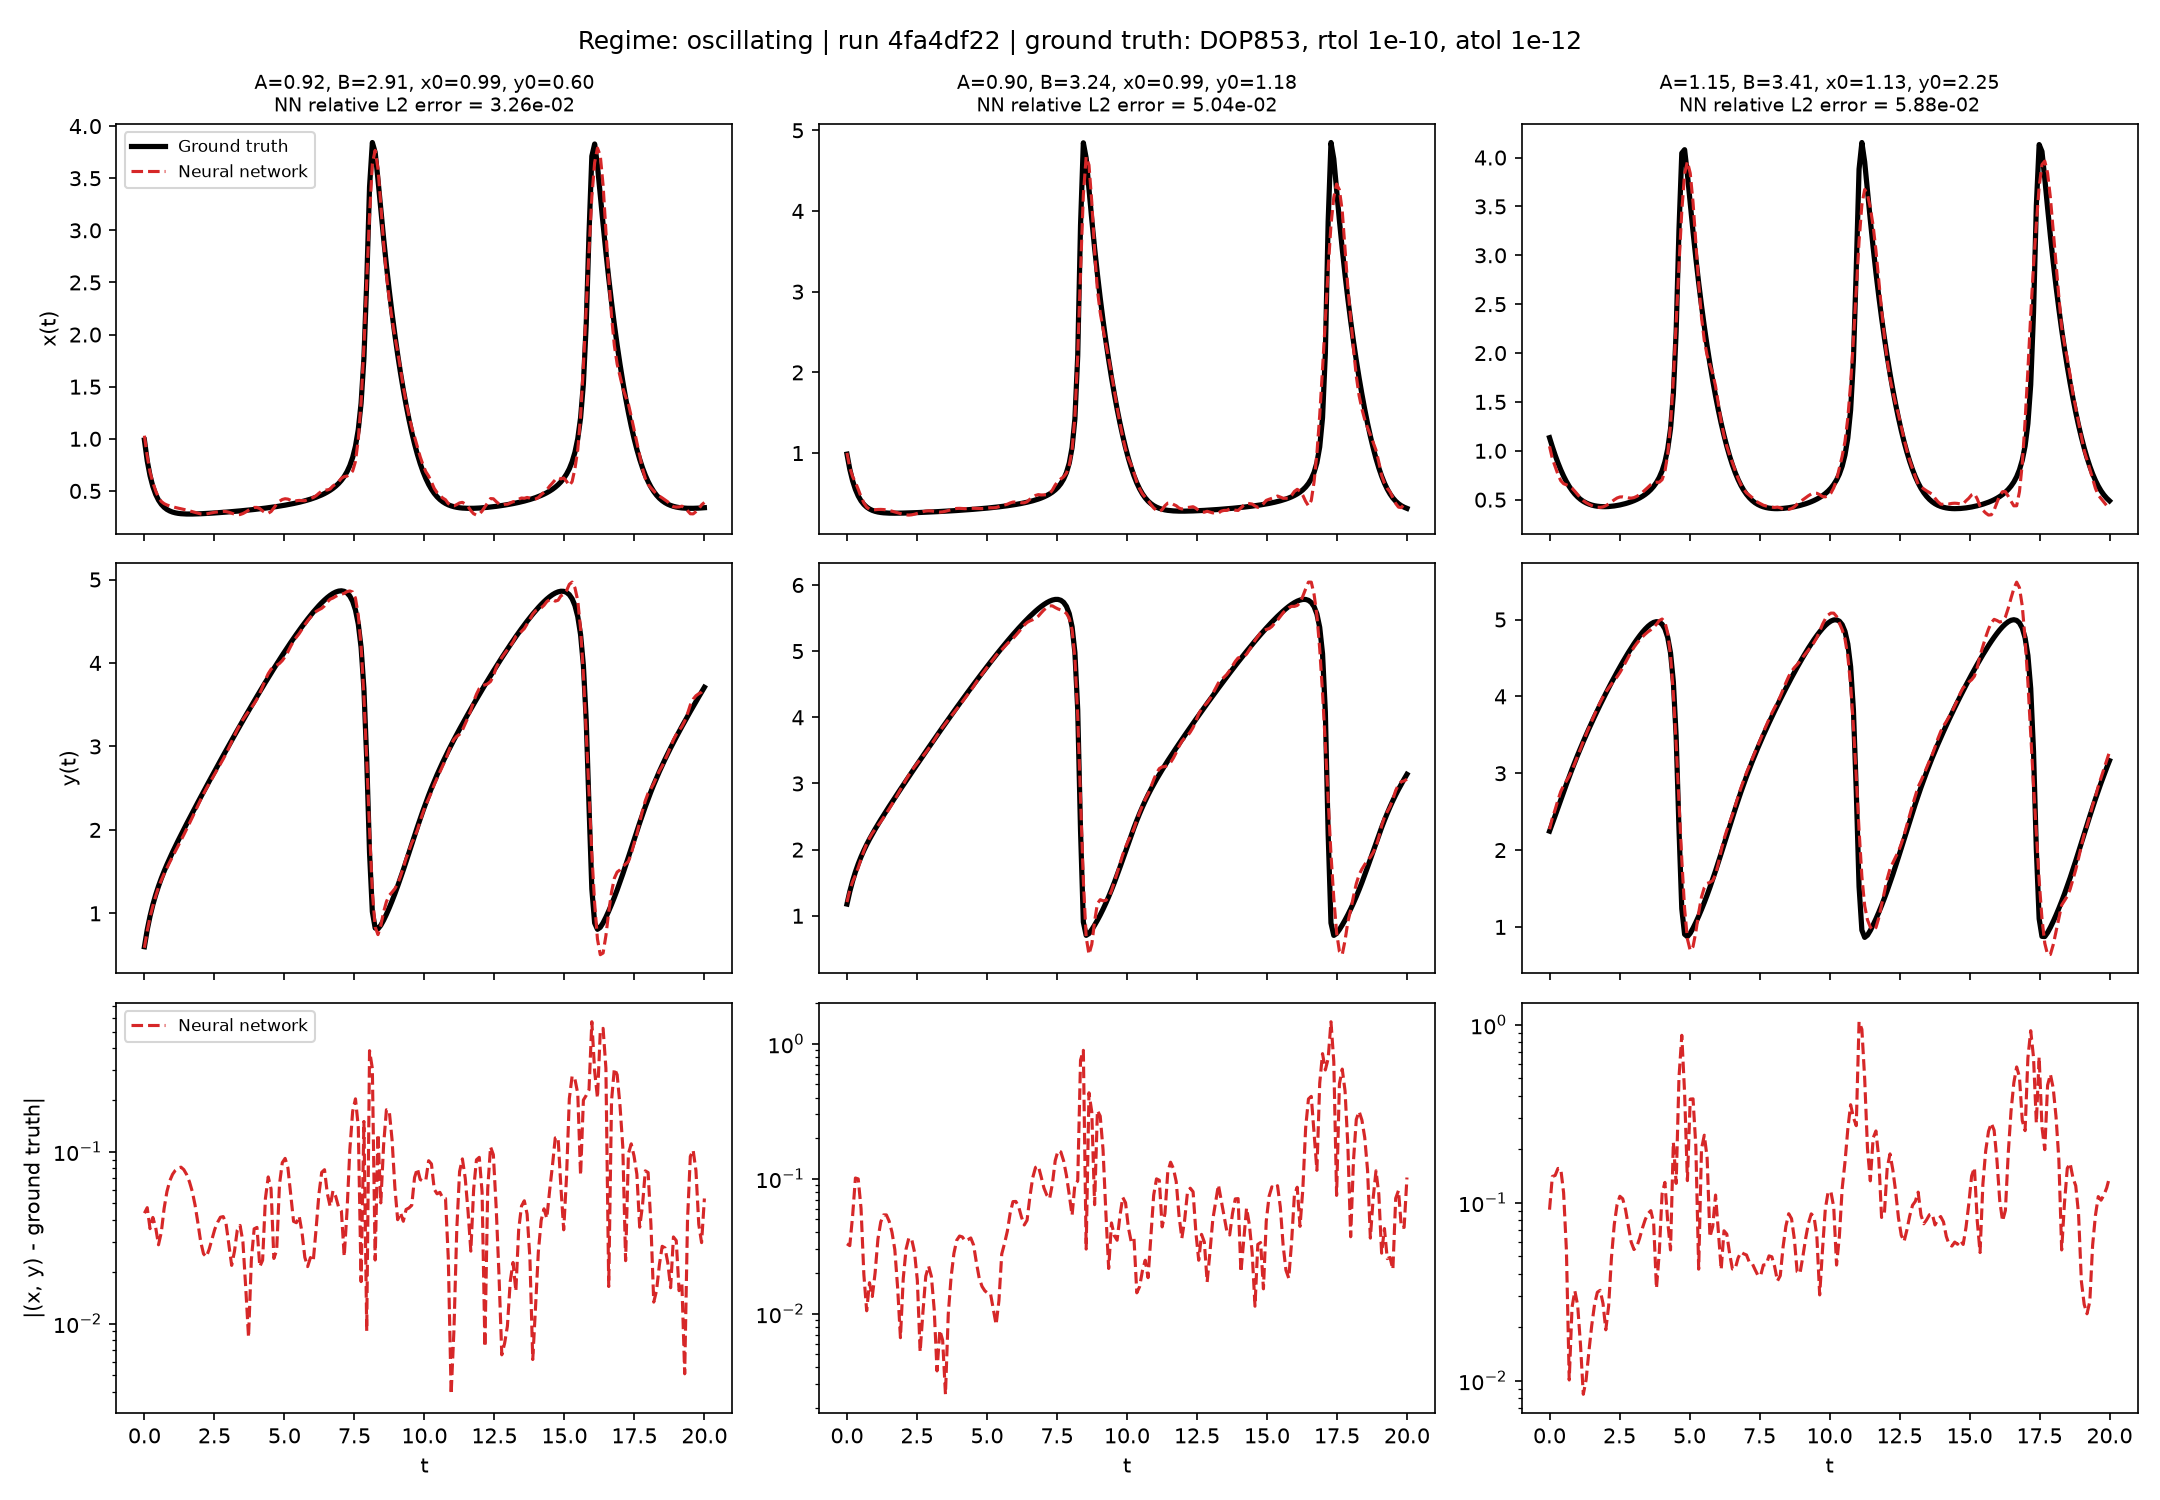 Regime: oscillating | run 4fa4df22 | ground truth: DOP853, rtol 1e-10, atol 1e-12
A=0.92, B=2.91, x0=0.99, y0=0.60
NN relative L2 error = 3.26e-02
A=0.90, B=3.24, x0=0.99, y0=1.18
NN relative L2 error = 5.04e-02
A=1.15, B=3.41, x0=1.13, y0=2.25
NN relative L2 error = 5.88e-02
x(t)
4.0
3.5
3.0
2.5
2.0
1.5
1.0
0.5
Ground truth
Neural network
5
4
3
2
1
4.0
3.5
3.0
2.5
2.0
1.5
1.0
0.5
y(t)
5
4
3
2
1
6
5
4
3
2
1
5
4
3
2
1
|(x, y) - ground truth|
10⁻¹
10⁻²
Neural network
10⁰
10⁻¹
10⁻²
10⁰
10⁻¹
10⁻²
0.0 2.5 5.0 7.5 10.0 12.5 15.0 17.5 20.0
0.0 2.5 5.0 7.5 10.0 12.5 15.0 17.5 20.0
0.0 2.5 5.0 7.5 10.0 12.5 15.0 17.5 20.0
t
t
t